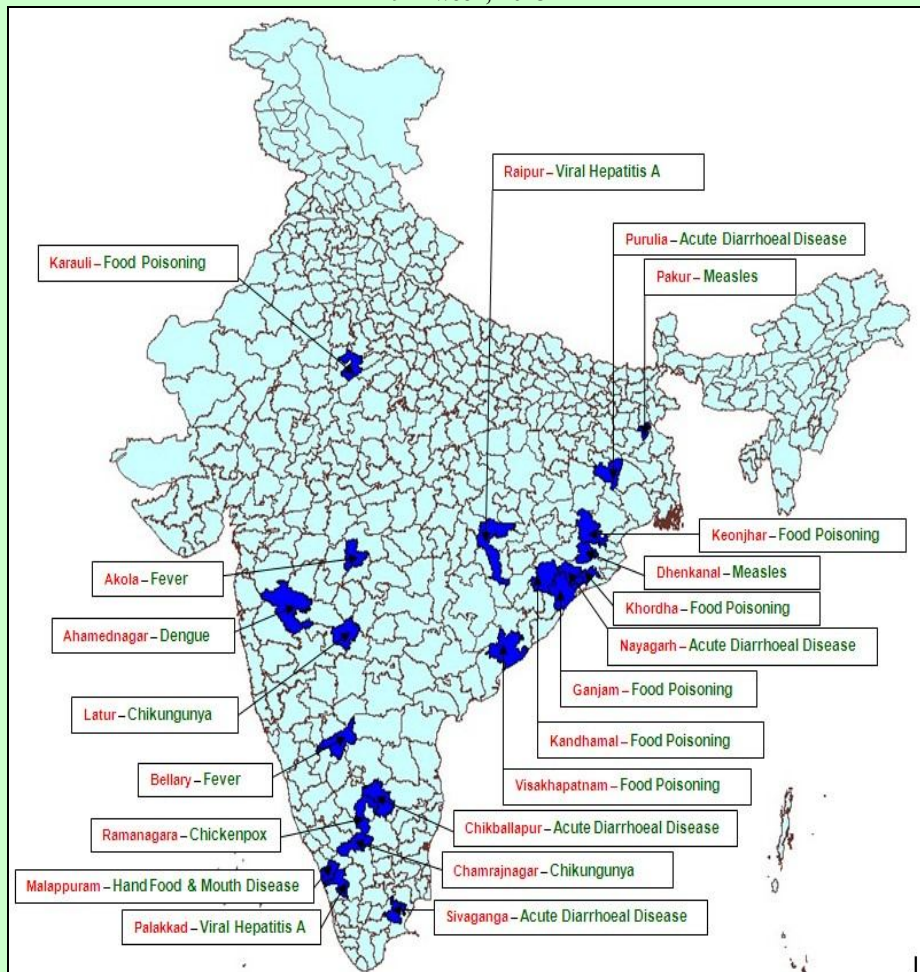 Raipur – Viral Hepatitis A
Purulia – Acute Diarrhoeal Disease
Karauli – Food Poisoning
Pakur – Measles
Keonjhar – Food Poisoning
Akola – Fever
Dhenkanal – Measles
Khordha – Food Poisoning
Ahamednagar – Dengue
Nayagarh – Acute Diarrhoeal Disease
Ganjam – Food Poisoning
Latur – Chikungunya
Kandhamal – Food Poisoning
Bellary – Fever
Visakhapatnam – Food Poisoning
Chikballapur – Acute Diarrhoeal Disease
Ramanagara – Chickenpox
Chamrajnagar – Chikungunya
Malappuram – Hand Food & Mouth Disease
Sivaganga – Acute Diarrhoeal Disease
Palakkad – Viral Hepatitis A